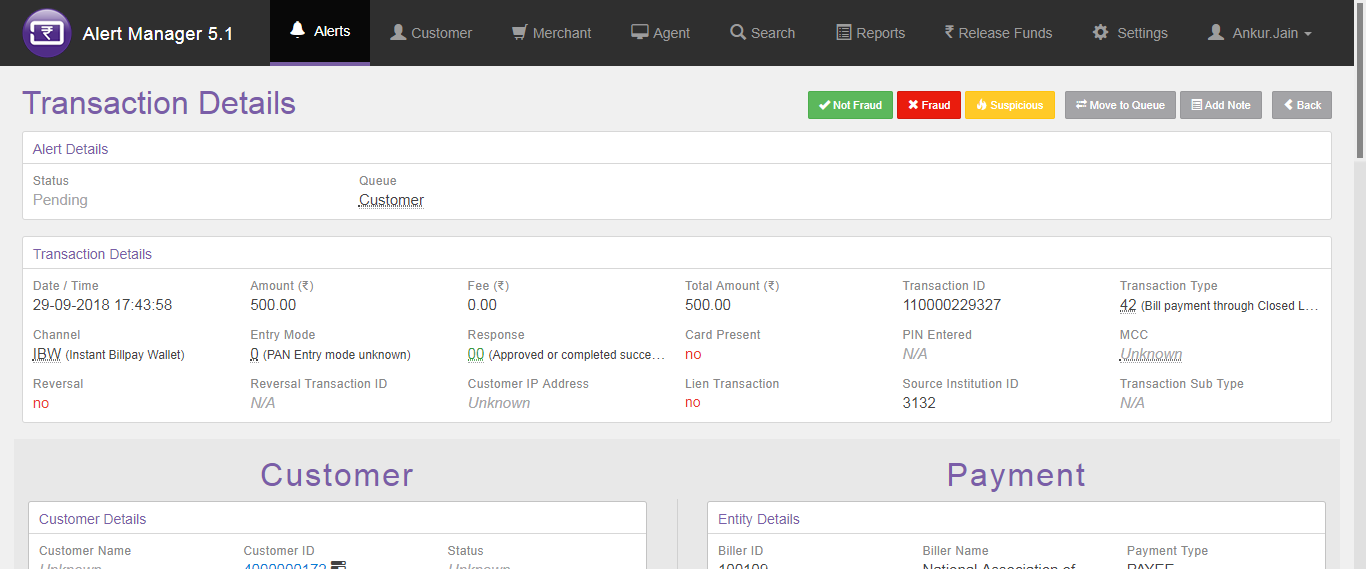 Alert Manager 5.1 Alerts Customer Merchant Agent Search Reports ₹ Release Funds Settings Ankur.Jain
Transaction Details Not Fraud Fraud Suspicious Move to Queue Add Note Back
Alert Details
Status Queue
Pending Customer
Transaction Details
Date / Time Amount (₹) Fee (₹) Total Amount (₹) Transaction ID Transaction Type
29-09-2018 17:43:58 500.00 0.00 500.00 110000229327 42 (Bill payment through Closed L…
Channel Entry Mode Response Card Present PIN Entered MCC
IBW (Instant Billpay Wallet) 0 (PAN Entry mode unknown) 00 (Approved or completed succe… no N/A Unknown
Reversal Reversal Transaction ID Customer IP Address Lien Transaction Source Institution ID Transaction Sub Type
no N/A Unknown no 3132 N/A
Customer Payment
Customer Details Entity Details
Customer Name Customer ID Status Biller ID Biller Name Payment Type
Unknown 4000000172 Unknown 100109 National Association of PAYEE